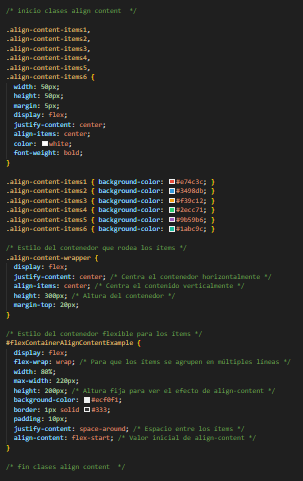 /* inicio clases align content  */
.align-content-items1,
.align-content-items2,
.align-content-items3,
.align-content-items4,
.align-content-items5,
.align-content-items6 {
  width: 50px;
  height: 50px;
  margin: 5px;
  display: flex;
  justify-content: center;
  align-items: center;
  color: white;
  font-weight: bold;
}
.align-content-items1 { background-color: #e74c3c; }
.align-content-items2 { background-color: #3498db; }
.align-content-items3 { background-color: #f39c12; }
.align-content-items4 { background-color: #2ecc71; }
.align-content-items5 { background-color: #9b59b6; }
.align-content-items6 { background-color: #1abc9c; }
/* Estilo del contenedor que rodea los items */
.align-content-wrapper {
  display: flex;
  justify-content: center; /* Centra el contenedor horizontalmente */
  align-items: center; /* Centra el contenido verticalmente */
  height: 300px; /* Altura del contenedor */
  margin-top: 20px;
}
/* Estilo del contenedor flexible para los items */
#flexContainerAlignContentExample {
  display: flex;
  flex-wrap: wrap; /* Para que los ítems se agrupen en múltiples líneas */
  width: 80%;
  max-width: 220px;
  height: 200px; /* Altura fija para ver el efecto de align-content */
  background-color: #ecf0f1;
  border: 1px solid #333;
  padding: 10px;
  justify-content: space-around; /* Espacio entre los ítems */
  align-content: flex-start; /* Valor inicial de align-content */
}
/* fin clases align content  */